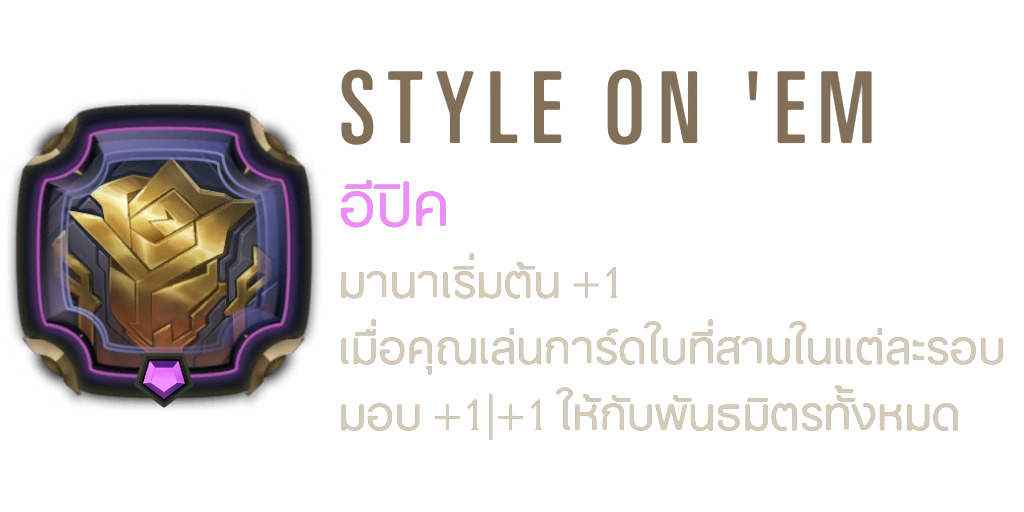 STYLE ON 'EM
อีปิค
มานาเริ่มต้น +1
เมื่อคุณเล่นการ์ดใบที่สามในแต่ละรอบ
มอบ +1|+1 ให้กับพันธมิตรทั้งหมด